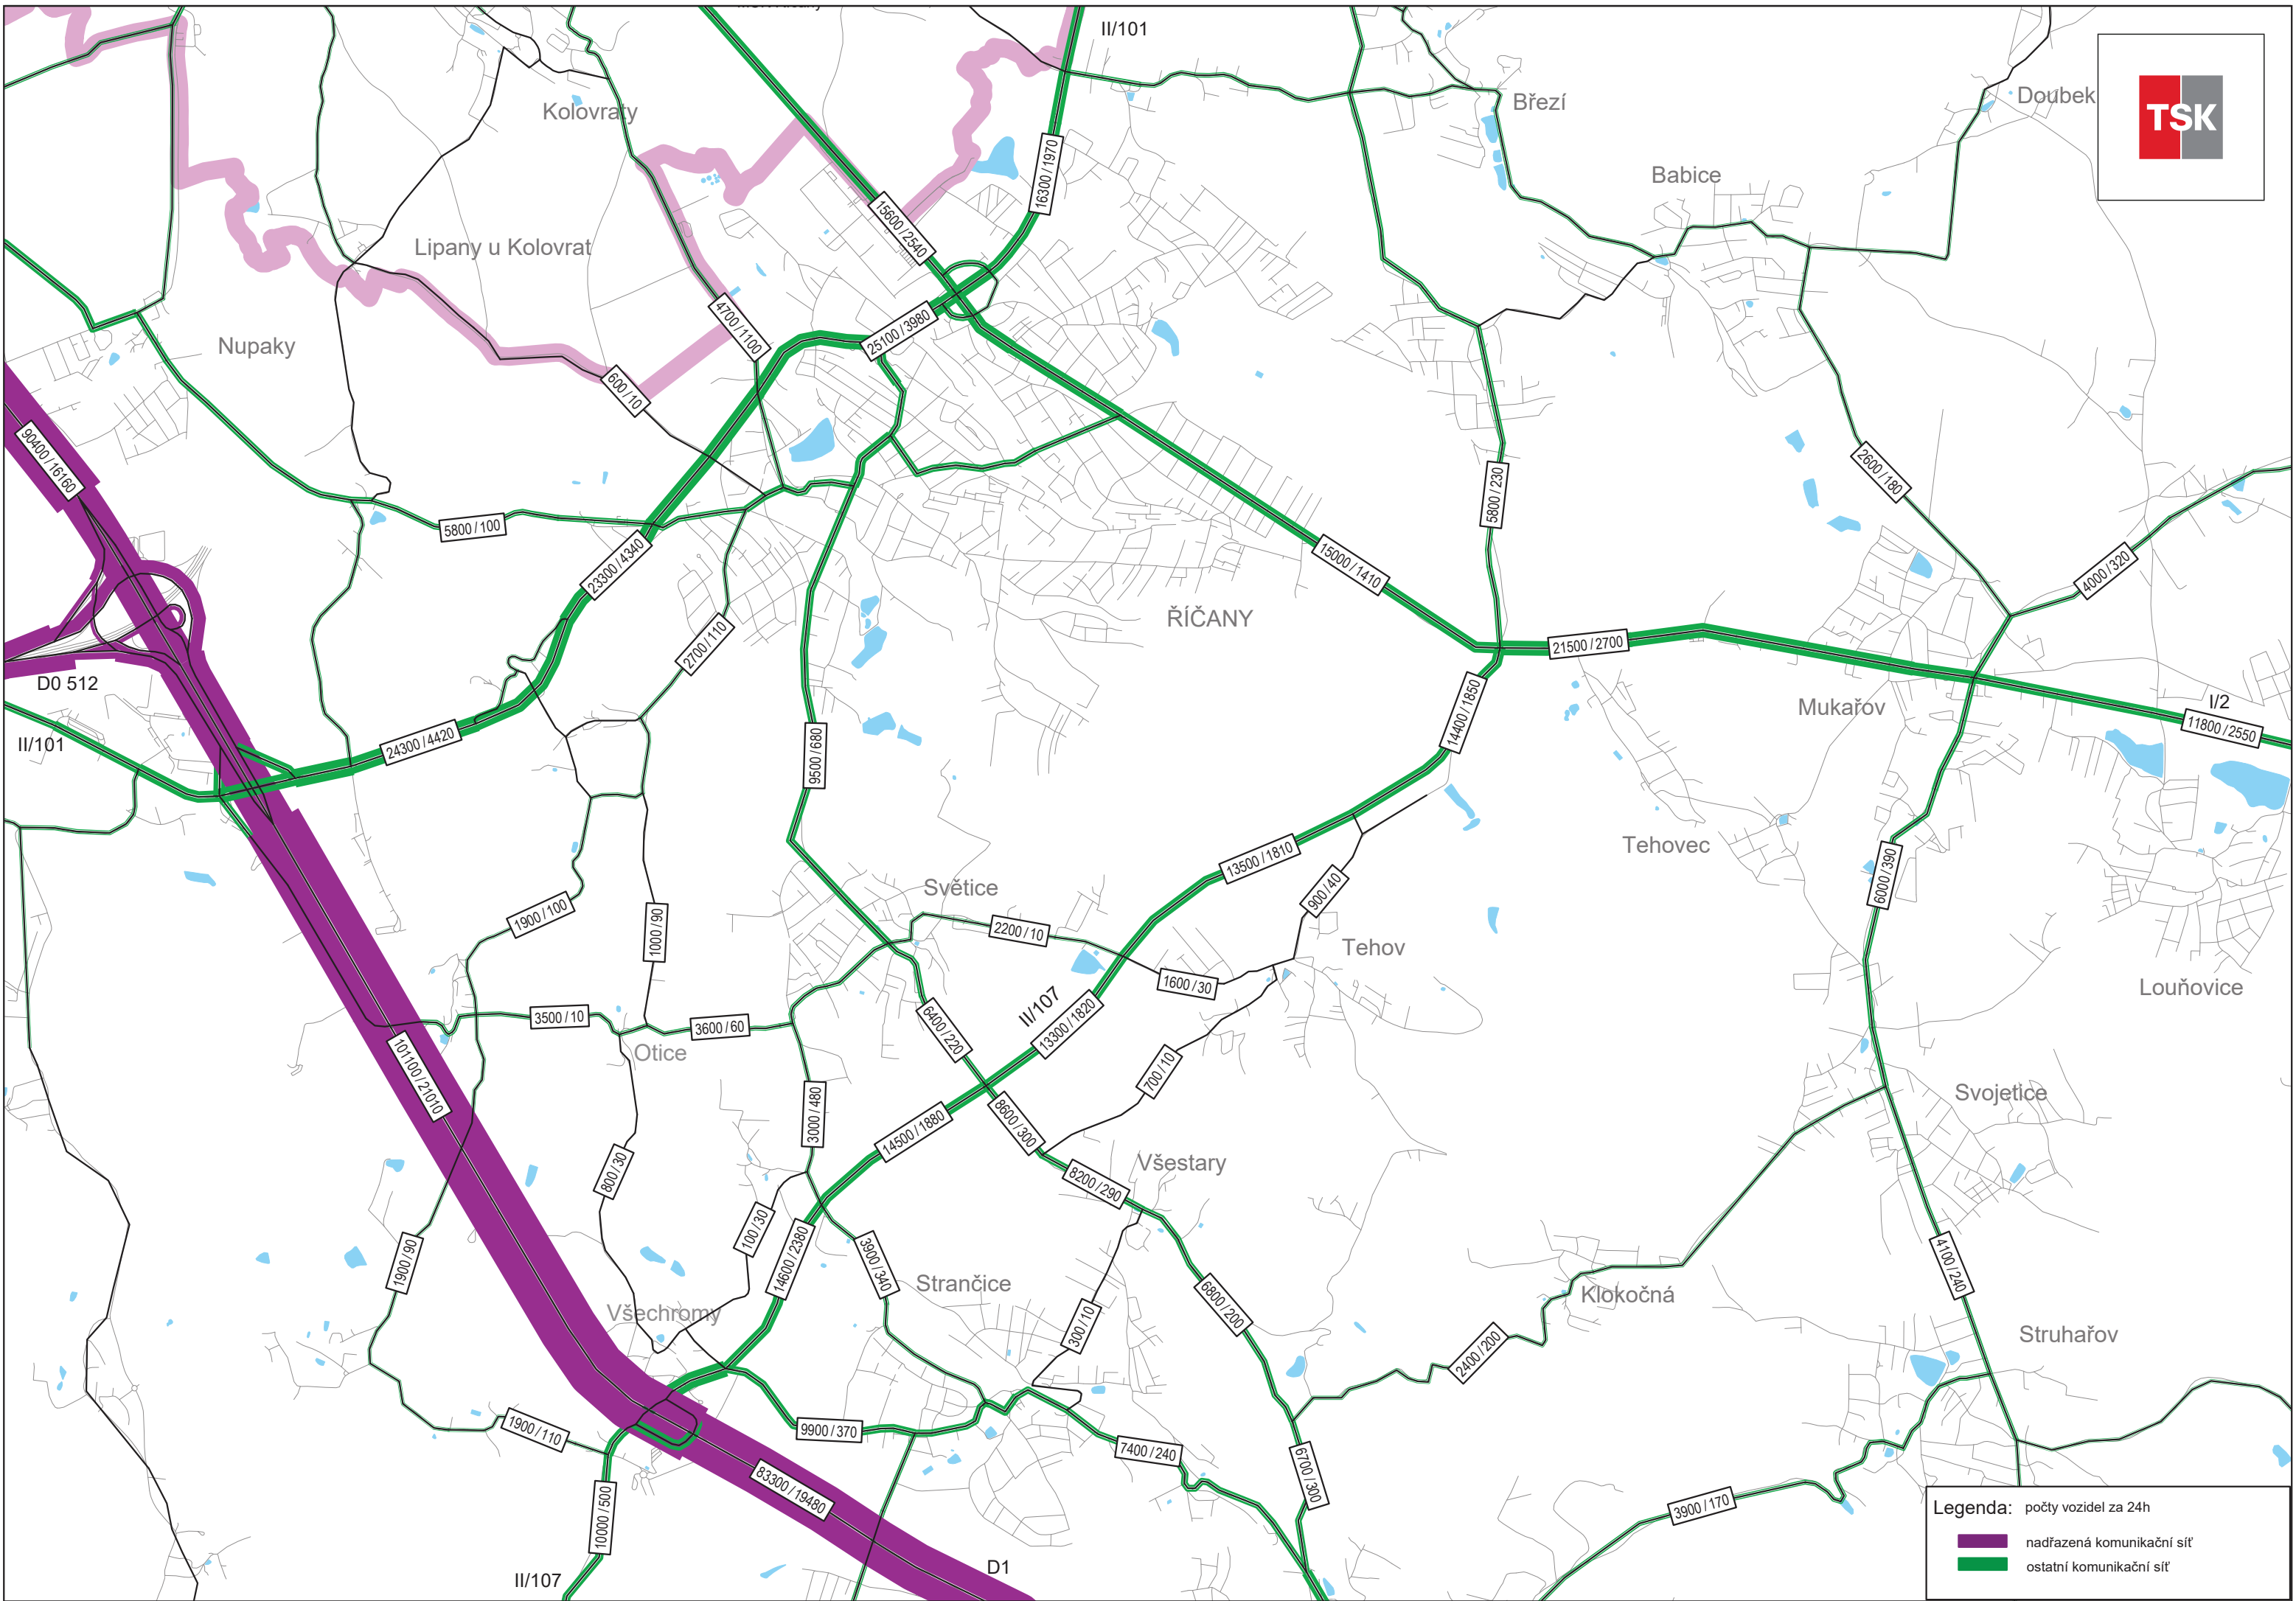 II/101
TSK
Kolovraty
Březí
Doubek
Babice
16300 / 1970
15600 / 2540
Lipany u Kolovrat
4700 / 1100
25100 / 3980
Nupaky
600 / 10
90400 / 16160
5800 / 100
5800 / 230
2600 / 180
23300 / 4340
15000 / 1410
4000 / 320
ŘÍČANY
2700 / 110
21500 / 2700
D0 512
14400 / 1850
Mukařov
I/2
11800 / 2550
II/101
24300 / 4420
9500 / 680
Tehovec
13500 / 1810
6000 / 390
Světice
900 / 40
1900 / 100
1000 / 90
2200 / 10
Tehov
1600 / 30
Louňovice
3500 / 10
3600 / 60
6400 / 220
II/107
13300 / 1820
Otice
101100 / 21010
700 / 10
Svojetice
3000 / 480
14500 / 1880
8600 / 300
800 / 30
Všestary
8200 / 290
100 / 30
14600 / 2380
3900 / 340
1900 / 90
4100 / 240
Strančice
6800 / 200
Klokočná
Všechromy
300 / 10
2400 / 200
Struhařov
1900 / 110
9900 / 370
7400 / 240
6700 / 300
83300 / 19480
10000 / 500
3900 / 170
D1
II/107
Legenda: počty vozidel za 24h
nadřazená komunikační síť
ostatní komunikační síť